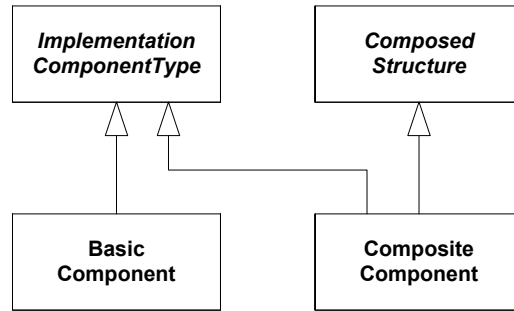 Implementation
ComponentType
Composed
Structure
Basic
Component
Composite
Component